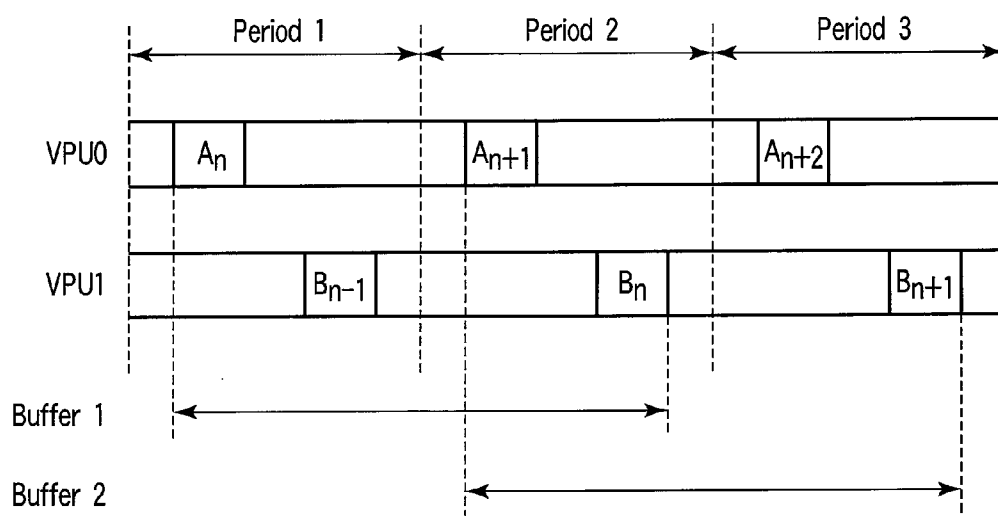 Period 1 Period 2 Period 3
VPU0 An An+1 An+2
VPU1 Bn-1 Bn Bn+1
Buffer 1
Buffer 2